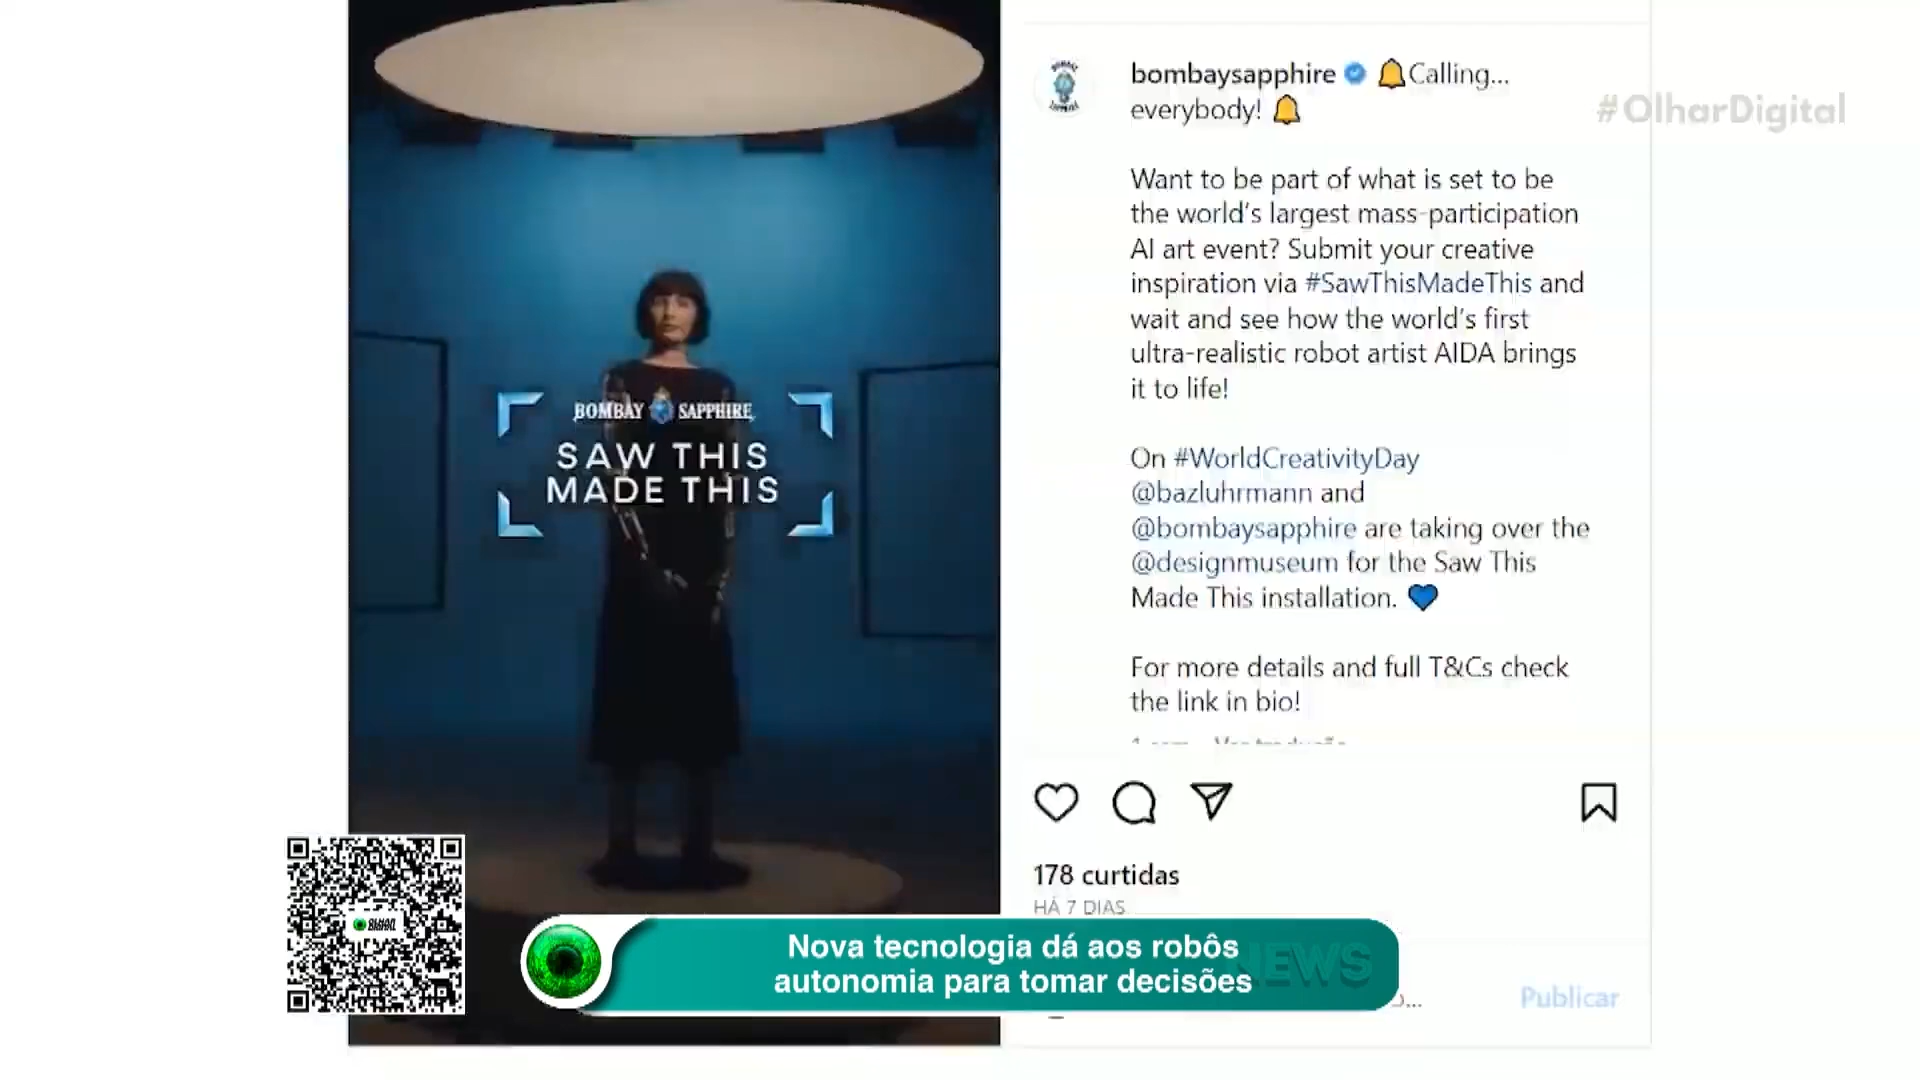 BOMBAY SAPPHIRE
SAW THIS
MADE THIS
bombaysapphire 🔔Calling...
everybody! 🔔
#OlharDigital
Want to be part of what is set to be
the world's largest mass-participation
AI art event? Submit your creative
inspiration via #SawThisMadeThis and
wait and see how the world's first
ultra-realistic robot artist AIDA brings
it to life!
On #WorldCreativityDay
@bazluhrmann and
@bombaysapphire are taking over the
@designmuseum for the Saw This
Made This installation. 💙
For more details and full T&Cs check
the link in bio!
178 curtidas
HÁ 7 DIAS
Nova tecnologia dá aos robôs
autonomia para tomar decisões
NEWS
Publicar